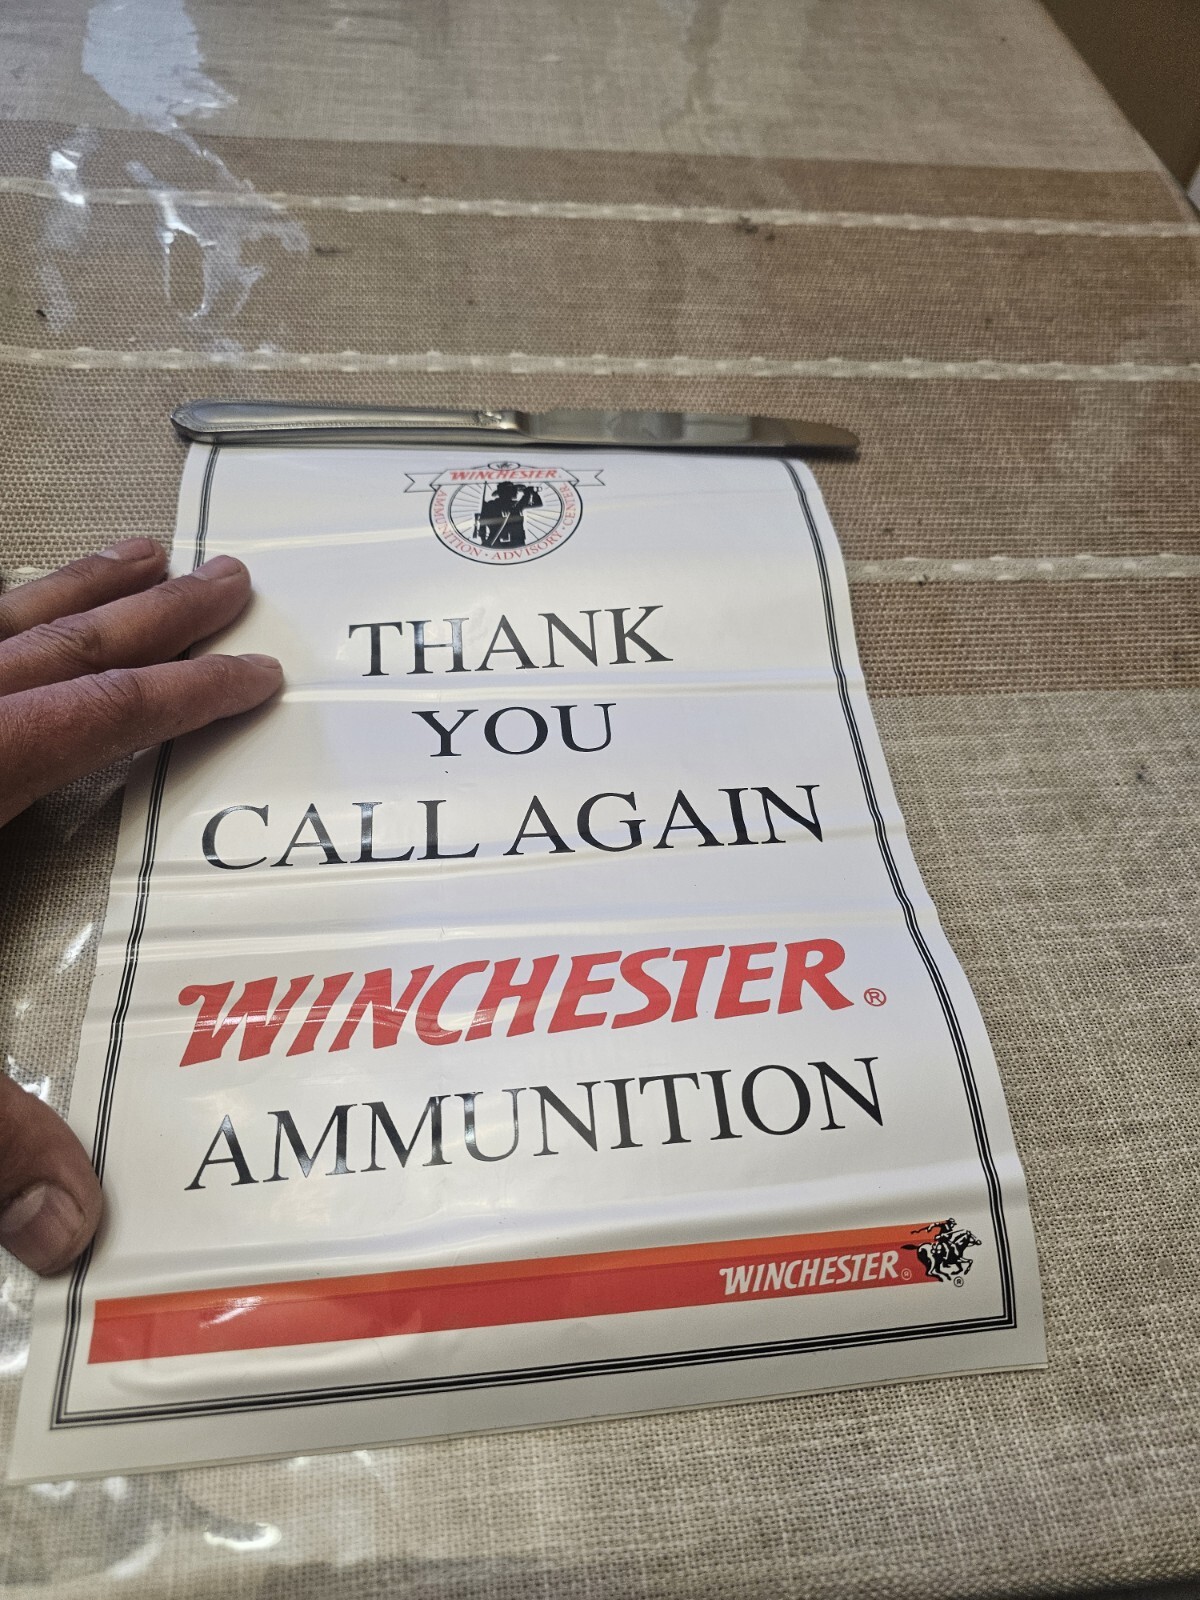 WINCHESTER.
AMMUNITION · ADVISORY · CENTER
THANK
YOU
CALL AGAIN
WINCHESTER®
AMMUNITION
WINCHESTER® ®